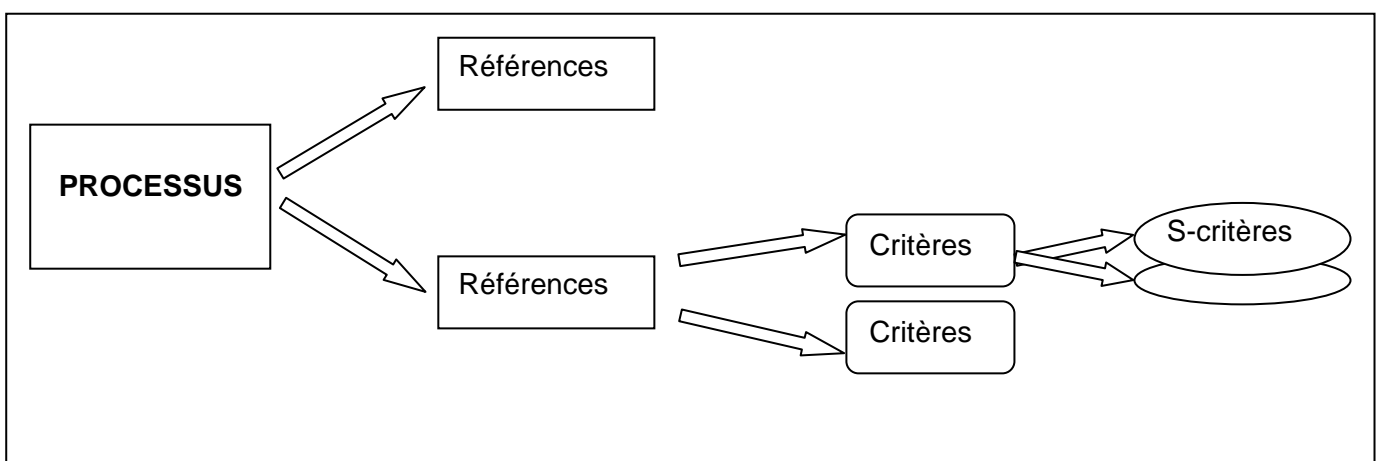 Références
PROCESSUS
Références
Critères
S-critères
Critères